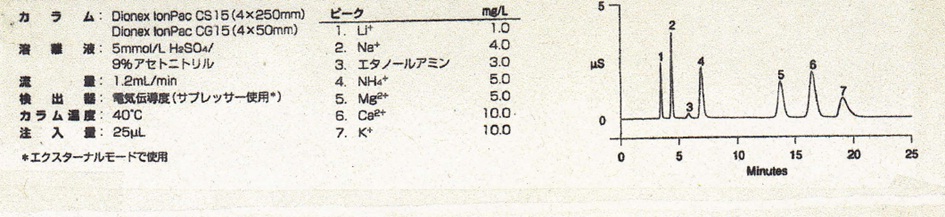 カラム: Dionex IonPac CS15(4×250mm)
Dionex IonPac CG15(4×50mm)
溶離液: 5mmol/L H₂SO₄/
9%アセトニトリル
流量: 1.2mL/min
検出器: 電気伝導度(サプレッサー使用*)
カラム温度: 40℃
注入量: 25μL
*エクスターナルモードで使用
ピーク mg/L
1. Li⁺ 1.0
2. Na⁺ 4.0
3. エタノールアミン 3.0
4. NH₄⁺ 5.0
5. Mg²⁺ 5.0
6. Ca²⁺ 10.0
7. K⁺ 10.0
5
μS
0
1 2 3 4 5 6 7
0 5 10 15 20 25
Minutes